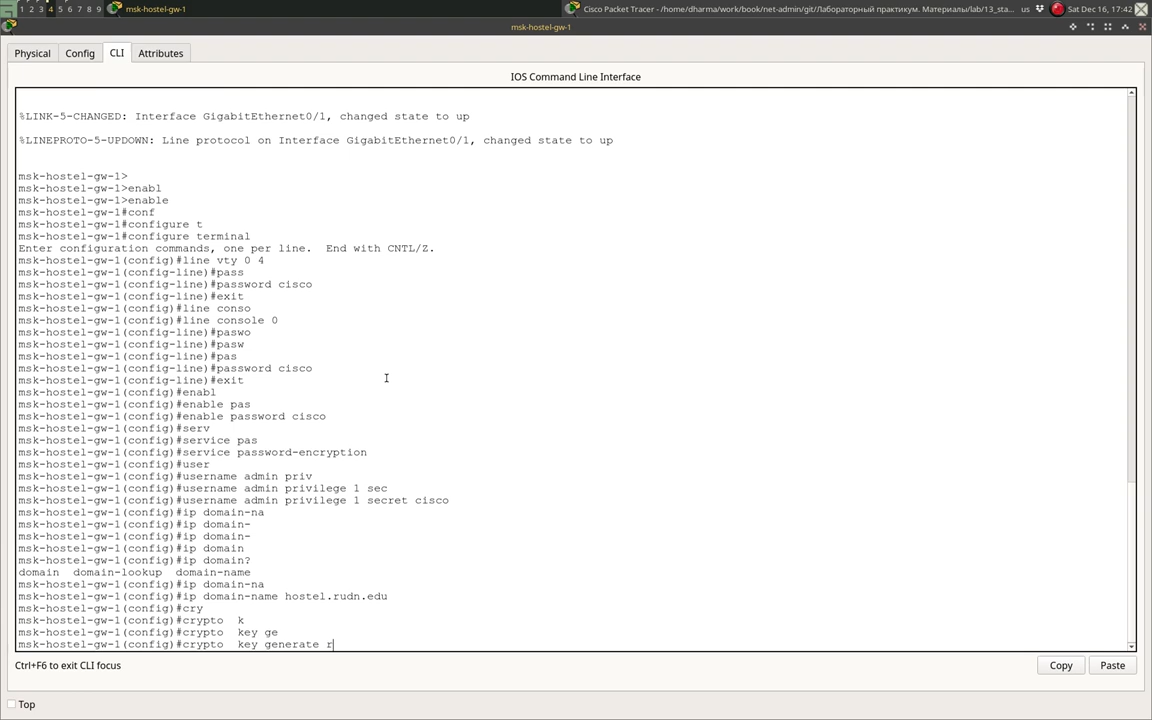 1 2 3 4 5 6 7 8 9 msk-hostel-gw-1 Cisco Packet Tracer - /home/dharma/work/book/net-admin/git/Лабораторный практикум. Материалы/lab/13_sta... us Sat Dec 16, 17:42
msk-hostel-gw-1
Physical Config CLI Attributes
IOS Command Line Interface
%LINK-5-CHANGED: Interface GigabitEthernet0/1, changed state to up
%LINEPROTO-5-UPDOWN: Line protocol on Interface GigabitEthernet0/1, changed state to up
msk-hostel-gw-1>
msk-hostel-gw-1>enabl
msk-hostel-gw-1>enable
msk-hostel-gw-1#conf
msk-hostel-gw-1#configure t
msk-hostel-gw-1#configure terminal
Enter configuration commands, one per line.  End with CNTL/Z.
msk-hostel-gw-1(config)#line vty 0 4
msk-hostel-gw-1(config-line)#pass
msk-hostel-gw-1(config-line)#password cisco
msk-hostel-gw-1(config-line)#exit
msk-hostel-gw-1(config)#line conso
msk-hostel-gw-1(config)#line console 0
msk-hostel-gw-1(config-line)#paswo
msk-hostel-gw-1(config-line)#pasw
msk-hostel-gw-1(config-line)#pas
msk-hostel-gw-1(config-line)#password cisco
msk-hostel-gw-1(config-line)#exit
msk-hostel-gw-1(config)#enabl
msk-hostel-gw-1(config)#enable pas
msk-hostel-gw-1(config)#enable password cisco
msk-hostel-gw-1(config)#serv
msk-hostel-gw-1(config)#service pas
msk-hostel-gw-1(config)#service password-encryption
msk-hostel-gw-1(config)#user
msk-hostel-gw-1(config)#username admin priv
msk-hostel-gw-1(config)#username admin privilege 1 sec
msk-hostel-gw-1(config)#username admin privilege 1 secret cisco
msk-hostel-gw-1(config)#ip domain-na
msk-hostel-gw-1(config)#ip domain-
msk-hostel-gw-1(config)#ip domain-
msk-hostel-gw-1(config)#ip domain
msk-hostel-gw-1(config)#ip domain?
domain  domain-lookup  domain-name
msk-hostel-gw-1(config)#ip domain-na
msk-hostel-gw-1(config)#ip domain-name hostel.rudn.edu
msk-hostel-gw-1(config)#cry
msk-hostel-gw-1(config)#crypto  k
msk-hostel-gw-1(config)#crypto  key ge
msk-hostel-gw-1(config)#crypto  key generate r
Ctrl+F6 to exit CLI focus
Copy Paste
Top